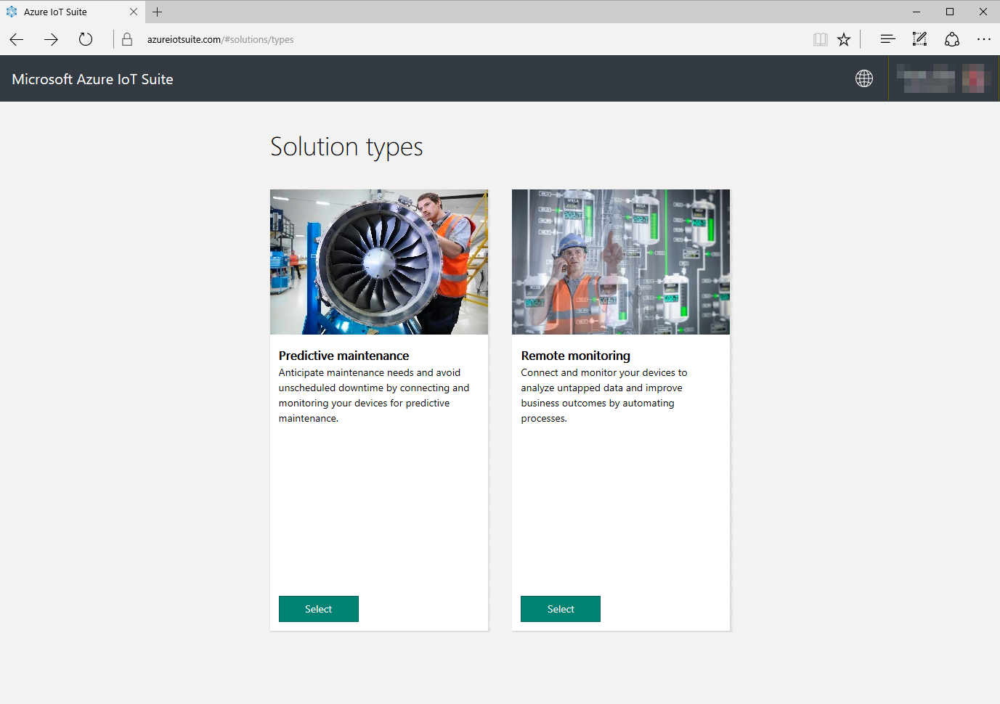 Azure IoT Suite
azureiotsuite.com/#solutions/types
Microsoft Azure IoT Suite
Solution types
Predictive maintenance
Anticipate maintenance needs and avoid
unscheduled downtime by connecting and
monitoring your devices for predictive
maintenance.
Select
Remote monitoring
Connect and monitor your devices to
analyze untapped data and improve
business outcomes by automating
processes.
Select